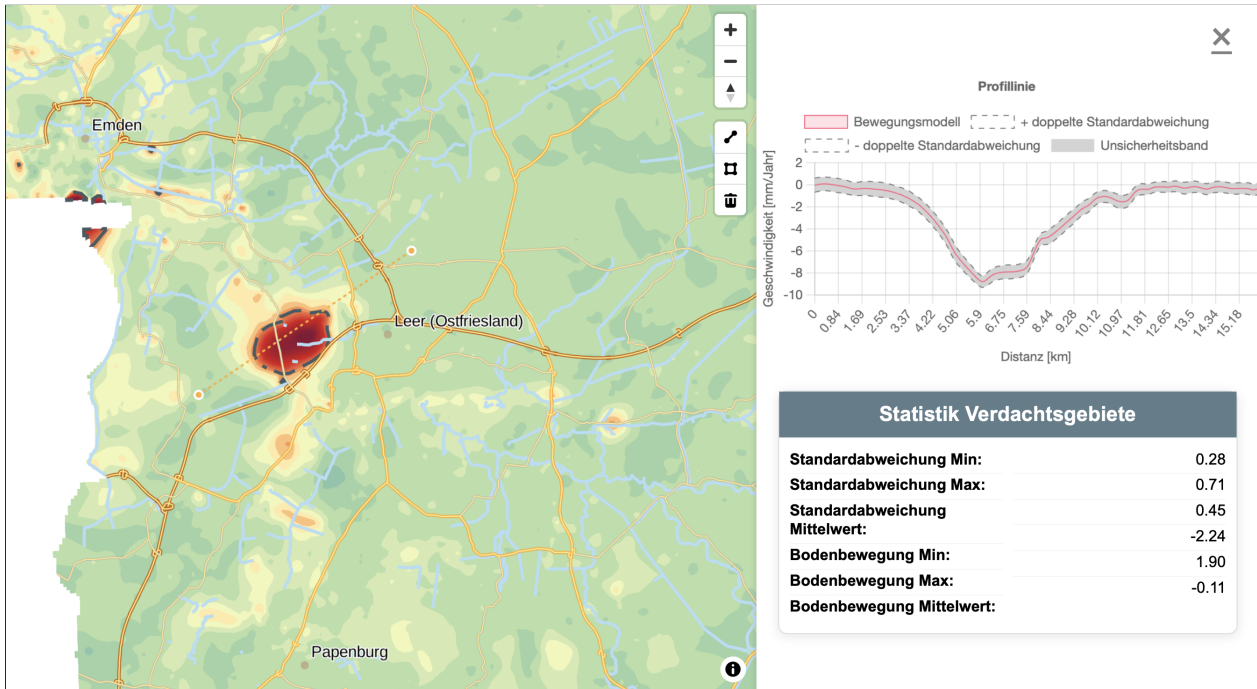 Emden
Leer (Ostfriesland)
Papenburg
Profillinie
Bewegungsmodell
+ doppelte Standardabweichung
- doppelte Standardabweichung
Unsicherheitsband
Geschwindigkeit [mm/Jahr]
2
0
-2
-4
-6
-8
-10
0 0.84 1.69 2.53 3.37 4.22 5.06 5.9 6.75 7.59 8.44 9.28 10.12 10.97 11.81 12.65 13.5 14.34 15.18
Distanz [km]
Statistik Verdachtsgebiete
Standardabweichung Min: 0.28
Standardabweichung Max: 0.71
Standardabweichung 0.45
Mittelwert: -2.24
Bodenbewegung Min: 1.90
Bodenbewegung Max: -0.11
Bodenbewegung Mittelwert: